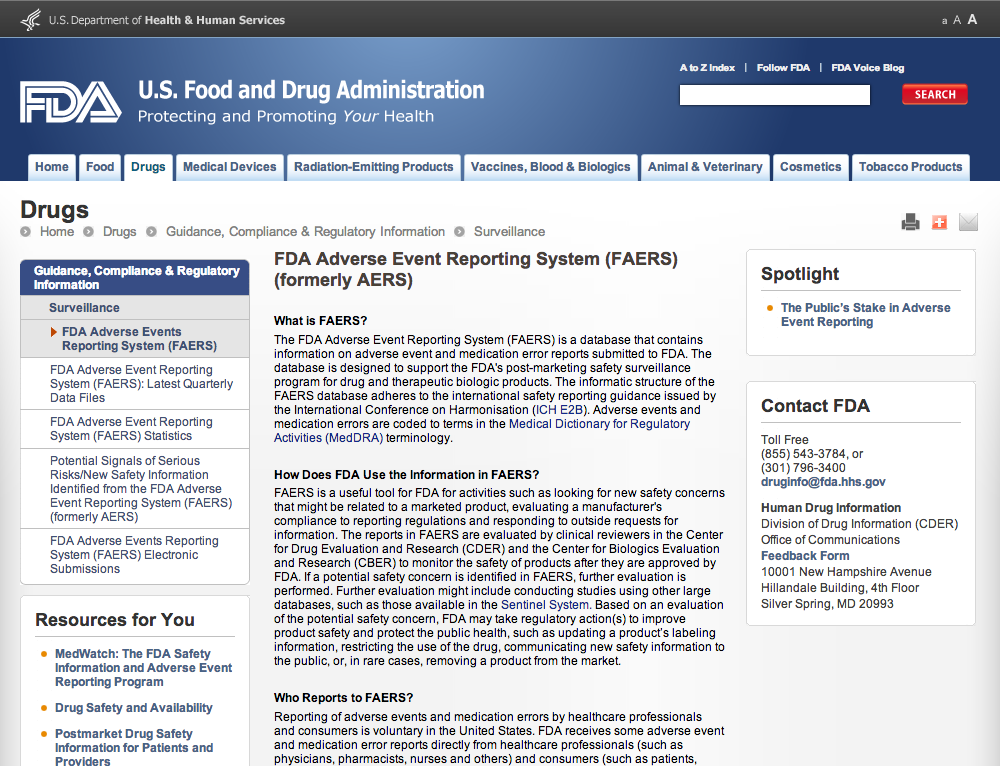 U.S. Department of Health & Human Services
a A A
A to Z Index | Follow FDA | FDA Voice Blog
FDA
U.S. Food and Drug Administration
Protecting and Promoting Your Health
SEARCH
Home
Food
Drugs
Medical Devices
Radiation-Emitting Products
Vaccines, Blood & Biologics
Animal & Veterinary
Cosmetics
Tobacco Products
Drugs
Home Drugs Guidance, Compliance & Regulatory Information Surveillance
Guidance, Compliance & Regulatory
Information
Surveillance
FDA Adverse Events
Reporting System (FAERS)
FDA Adverse Event Reporting
System (FAERS): Latest Quarterly
Data Files
FDA Adverse Event Reporting
System (FAERS) Statistics
Potential Signals of Serious
Risks/New Safety Information
Identified from the FDA Adverse
Event Reporting System (FAERS)
(formerly AERS)
FDA Adverse Events Reporting
System (FAERS) Electronic
Submissions
Resources for You
MedWatch: The FDA Safety
Information and Adverse Event
Reporting Program
Drug Safety and Availability
Postmarket Drug Safety
Information for Patients and
Providers
FDA Adverse Event Reporting System (FAERS)
(formerly AERS)
What is FAERS?
The FDA Adverse Event Reporting System (FAERS) is a database that contains
information on adverse event and medication error reports submitted to FDA. The
database is designed to support the FDA's post-marketing safety surveillance
program for drug and therapeutic biologic products. The informatic structure of the
FAERS database adheres to the international safety reporting guidance issued by
the International Conference on Harmonisation (ICH E2B). Adverse events and
medication errors are coded to terms in the Medical Dictionary for Regulatory
Activities (MedDRA) terminology.
How Does FDA Use the Information in FAERS?
FAERS is a useful tool for FDA for activities such as looking for new safety concerns
that might be related to a marketed product, evaluating a manufacturer's
compliance to reporting regulations and responding to outside requests for
information. The reports in FAERS are evaluated by clinical reviewers in the Center
for Drug Evaluation and Research (CDER) and the Center for Biologics Evaluation
and Research (CBER) to monitor the safety of products after they are approved by
FDA. If a potential safety concern is identified in FAERS, further evaluation is
performed. Further evaluation might include conducting studies using other large
databases, such as those available in the Sentinel System. Based on an evaluation
of the potential safety concern, FDA may take regulatory action(s) to improve
product safety and protect the public health, such as updating a product's labeling
information, restricting the use of the drug, communicating new safety information to
the public, or, in rare cases, removing a product from the market.
Who Reports to FAERS?
Reporting of adverse events and medication errors by healthcare professionals
and consumers is voluntary in the United States. FDA receives some adverse event
and medication error reports directly from healthcare professionals (such as
physicians, pharmacists, nurses and others) and consumers (such as patients,
Spotlight
The Public's Stake in Adverse
Event Reporting
Contact FDA
Toll Free
(855) 543-3784, or
(301) 796-3400
druginfo@fda.hhs.gov
Human Drug Information
Division of Drug Information (CDER)
Office of Communications
Feedback Form
10001 New Hampshire Avenue
Hillandale Building, 4th Floor
Silver Spring, MD 20993